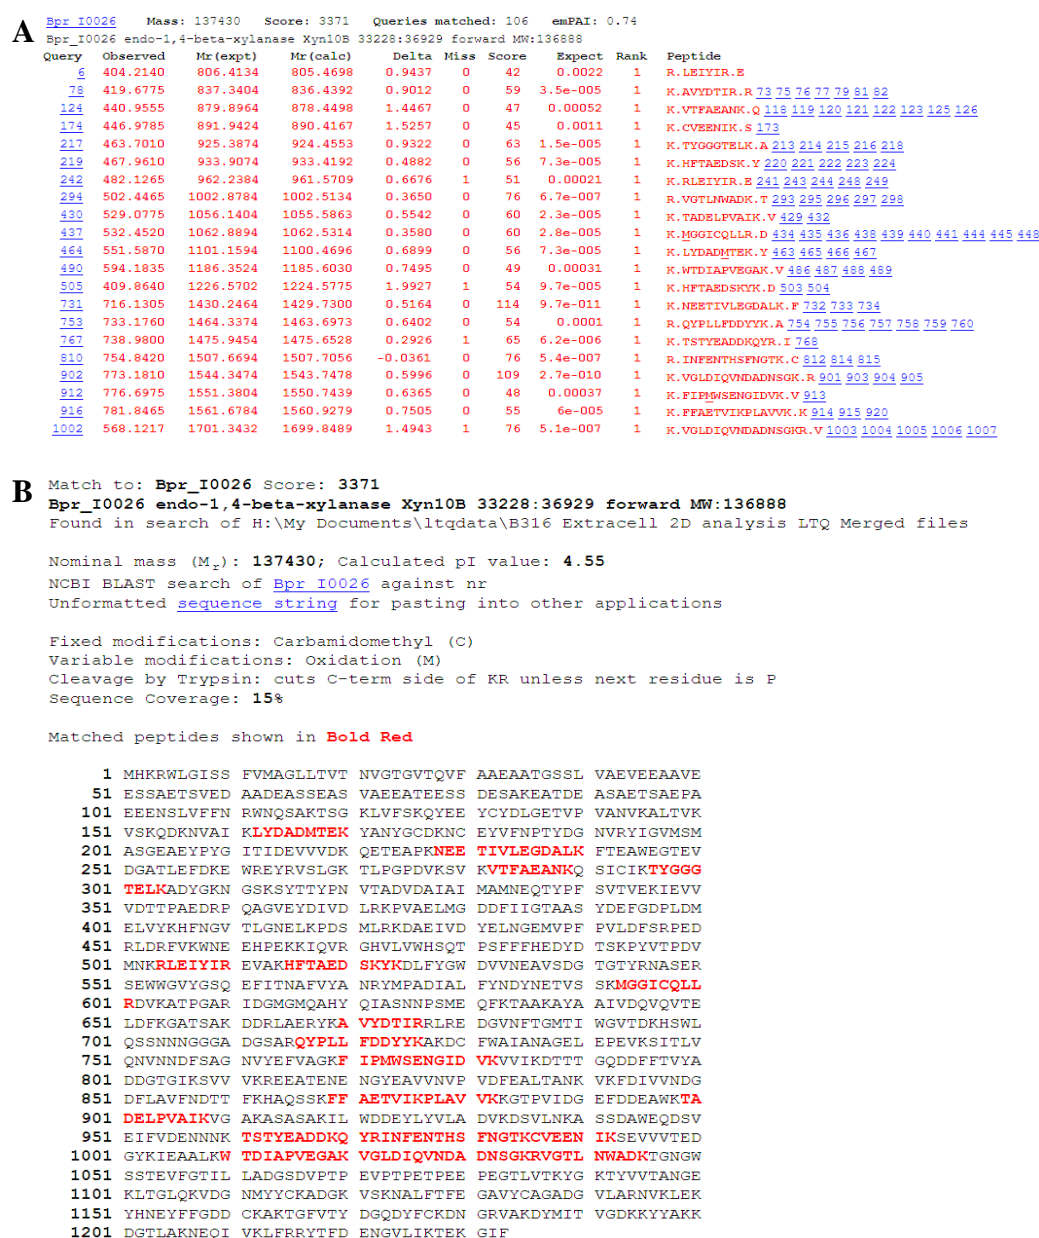 A
Bpr_I0026 Mass: 137430 Score: 3371 Queries matched: 106 emPAI: 0.74
Bpr_I0026 endo-1,4-beta-xylanase Xyn10B 33228:36929 forward MW:136888
Query Observed Mr(expt) Mr(calc) Delta Miss Score Expect Rank Peptide
6 404.2140 806.4134 805.4698 0.9437 0 42 0.0022 1 R.LEIYIR.E
78 419.6775 837.3404 836.4392 0.9012 0 59 3.5e-005 1 K.AVYDTIR.R 73 75 76 77 79 81 82
124 440.9555 879.8964 878.4498 1.4467 0 47 0.00052 1 K.VTFAEANK.Q 118 119 120 121 122 123 125 126
174 446.9785 891.9424 890.4167 1.5257 0 45 0.0011 1 K.CVEENIK.S 173
217 463.7010 925.3874 924.4553 0.9322 0 63 1.5e-005 1 K.TYGGGTELK.A 213 214 215 216 218
219 467.9610 933.9074 933.4192 0.4882 0 56 7.3e-005 1 K.HFTAEDSK.Y 220 221 222 223 224
242 482.1265 962.2384 961.5709 0.6676 1 51 0.00021 1 K.RLEIYIR.E 241 243 244 248 249
294 502.4465 1002.8784 1002.5134 0.3650 0 76 6.7e-007 1 R.VGTLNWADK.T 293 295 296 297 298
430 529.0775 1056.1404 1055.5863 0.5542 0 60 2.3e-005 1 K.TADELPVAIK.V 429 432
437 532.4520 1062.8894 1062.5314 0.3580 0 60 2.8e-005 1 K.MGGICQLLR.D 434 435 436 438 439 440 441 444 445 448
464 551.5870 1101.1594 1100.4696 0.6899 0 56 7.3e-005 1 K.LYDADMTEK.Y 463 465 466 467
490 594.1835 1186.3524 1185.6030 0.7495 0 49 0.00031 1 K.WTDIAPVEGAK.V 486 487 488 489
505 409.8640 1226.5702 1224.5775 1.9927 1 54 9.7e-005 1 K.HFTAEDSKYK.D 503 504
731 716.1305 1430.2464 1429.7300 0.5164 0 114 9.7e-011 1 K.NEETIVLEGDALK.F 732 733 734
753 733.1760 1464.3374 1463.6973 0.6402 0 54 0.0001 1 R.QYPLLFDDYYK.A 754 755 756 757 758 759 760
767 738.9800 1475.9454 1475.6528 0.2926 1 65 6.2e-006 1 K.TSTYEADDKQYR.I 768
810 754.8420 1507.6694 1507.7056 -0.0361 0 76 5.4e-007 1 R.INFENTHSFNGTK.C 812 814 815
902 773.1810 1544.3474 1543.7478 0.5996 0 109 2.7e-010 1 K.VGLDIQVNDADNSGK.R 901 903 904 905
912 776.6975 1551.3804 1550.7439 0.6365 0 48 0.00037 1 K.FIPMWSENGIDVK.V 913
916 781.8465 1561.6784 1560.9279 0.7505 0 55 6e-005 1 K.FFAETVIKPLAVVK.K 914 915 920
1002 568.1217 1701.3432 1699.8489 1.4943 1 76 5.1e-007 1 K.VGLDIQVNDADNSGKR.V 1003 1004 1005 1006 1007
B
Match to: Bpr_I0026 Score: 3371
Bpr_I0026 endo-1,4-beta-xylanase Xyn10B 33228:36929 forward MW:136888
Found in search of H:\My Documents\ltqdata\B316 Extracell 2D analysis LTQ Merged files
Nominal mass (Mr): 137430; Calculated pI value: 4.55
NCBI BLAST search of Bpr_I0026 against nr
Unformatted sequence string for pasting into other applications
Fixed modifications: Carbamidomethyl (C)
Variable modifications: Oxidation (M)
Cleavage by Trypsin: cuts C-term side of KR unless next residue is P
Sequence Coverage: 15%
Matched peptides shown in Bold Red
1 MHKRWLGISS FVMAGLLTVT NVGTGVTQVF AAEAATGSSL VAEVEEAAVE
51 ESSAETSVED AADEASSEAS VAEEATEESS DESAKEATDE ASAETSAEPA
101 EEENSLVFFN RWNQSAKTSG KLVFSKQYEE YCYDLGETVP VANVKALTVK
151 VSKQDKNVAI KLYDADMTEK YANYGCDKNC EYVFNPTYDG NVRYIGVMSM
201 ASGEAEYPYG ITIDEVVVDK QETEAPKNEE TIVLEGDALK FTEAWEGTEV
251 DGATLEFDKE WREYRVSLGK TLPGPDVKSV KVTFAEANKQ SICIKTYGGG
301 TELKADYGKN GSKSYTTYPN VTADVDAIAI MAMNEQTYPF SVTVEKIEVV
351 VDTTPAEDRP QAGVEYDIVD LRKPVAELMG DDFIIGTAAS YDEFGDPLDM
401 ELVYKHFNGV TLGNELKPDS MLRKDAEIVD YELNGEMVPF PVLDFSRPED
451 RLDRFVKWNE EHPEKKIQVR GHVLVWHSQT PSFFFHEDYD TSKPYVTPDV
501 MNKRLEIYIR EVAKHFTAED SKYKDLFYGW DVVNEAVSDG TGTYRNASER
551 SEWWGVYGSQ EFITNAFVYA NRYMPADIAL FYNDYNETVS SKMGGICQLL
601 RDVKATPGAR IDGMGMQAHY QIASNNPSME QFKTAAKAYA AIVDQVQVTE
651 LDFKGATSAK DDRLAERYKA VYDTIRRLRE DGVNFTGMTI WGVTDKHSWL
701 QSSNNNGGGA DGSARQYPLL FDDYYKAKDC FWAIANAGEL EPEVKSITLV
751 QNVNNDFSAG NVYEFVAGKF IPMWSENGID VKVVIKDTTT GQDDFFTVYA
801 DDGTGIKSVV VKREEATENE NGYEAVVNVP VDFEALTANK VKFDIVVNDG
851 DFLAVFNDTT FKHAQSSKFF AETVIKPLAV VKKGTPVIDG EFDDEAWKTA
901 DELPVAIKVG AKASASAKIL WDDEYLYVLA DVKDSVLNKA SSDAWEQDSV
951 EIFVDENNNK TSTYEADDKQ YRINFENTHS FNGTKCVEEN IKSEVVVTED
1001 GYKIEAALKW TDIAPVEGAK VGLDIQVNDA DNSGKRVGTL NWADKTGNGW
1051 SSTEVFGTIL LADGSDVPTP EVPTPETPEE PEGTLVTKYG KTYVVTANGE
1101 KLTGLQKVDG NMYYCKADGK VSKNALFTFE GAVYCAGADG VLARNVKLEK
1151 YHNEYFFGDD CKAKTGFVTY DGQDYFCKDN GRVAKDYMIT VGDKKYYAKK
1201 DGTLAKNEQI VKLFRRYTFD ENGVLIKTEK GIF